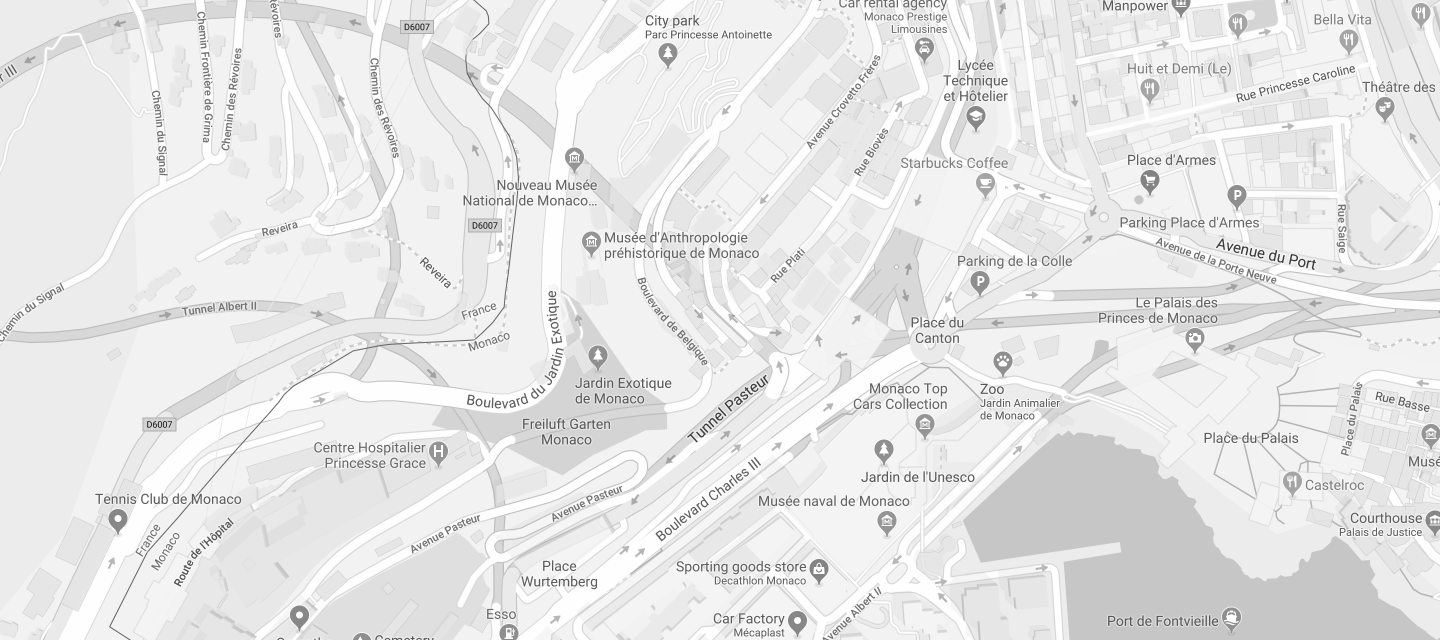 Car rental agency
Monaco Prestige
Limousines
Manpower
City park
Parc Princesse Antoinette
D6007
Bella Vita
Chemin Frontière de Grima
Chemin des Révoires
Révoires
Chemin du Signal
Chemin des Révoires
Lycée
Technique
et Hôtelier
Huit et Demi (Le)
Rue Princesse Caroline
Théâtre des
Avenue Crovetto Frères
Rue Biovès
Starbucks Coffee
Place d'Armes
Nouveau Musée
National de Monaco...
D6007
Reveira
Reveira
Musée d'Anthropologie
préhistorique de Monaco
Parking Place d'Armes
Rue Saige
Avenue du Port
Avenue de la Porte Neuve
Parking de la Colle
Rue Plati
Chemin du Signal
Tunnel Albert II
France
Monaco
Boulevard de Belgique
Boulevard du Jardin Exotique
Le Palais des
Princes de Monaco
Place du
Canton
Jardin Exotique
de Monaco
Tunnel Pasteur
Monaco Top
Cars Collection
Zoo
Jardin Animalier
de Monaco
Rue Basse
Place du Palais
D6007
Freiluft Garten
Monaco
Centre Hospitalier
Princesse Grace
H
Place du Palais
Musé
Jardin de l'Unesco
Castelroc
Tennis Club de Monaco
Avenue Pasteur
Boulevard Charles III
Musée naval de Monaco
Avenue Pasteur
Courthouse
Palais de Justice
France
Monaco
Route de l'Hôpital
Place
Wurtemberg
Sporting goods store
Decathlon Monaco
Avenue Albert II
Esso
Car Factory
Mécaplast
Port de Fontvieille
Cemetery